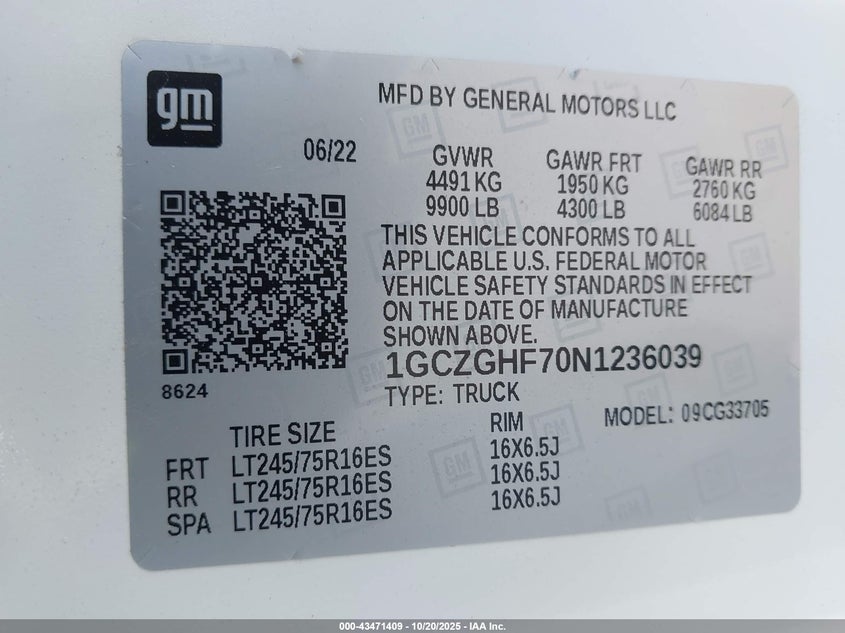 gm
MFD BY GENERAL MOTORS LLC
06/22
GVWR GAWR FRT GAWR RR
4491 KG 1950 KG 2760 KG
9900 LB 4300 LB 6084 LB
THIS VEHICLE CONFORMS TO ALL
APPLICABLE U.S. FEDERAL MOTOR
VEHICLE SAFETY STANDARDS IN EFFECT
ON THE DATE OF MANUFACTURE
SHOWN ABOVE.
1GCZGHF70N1236039
8624
TYPE: TRUCK
MODEL: 09CG33705
TIRE SIZE RIM
FRT LT245/75R16ES 16X6.5J
RR LT245/75R16ES 16X6.5J
SPA LT245/75R16ES 16X6.5J
000-43471409 - 10/20/2025 - IAA Inc.